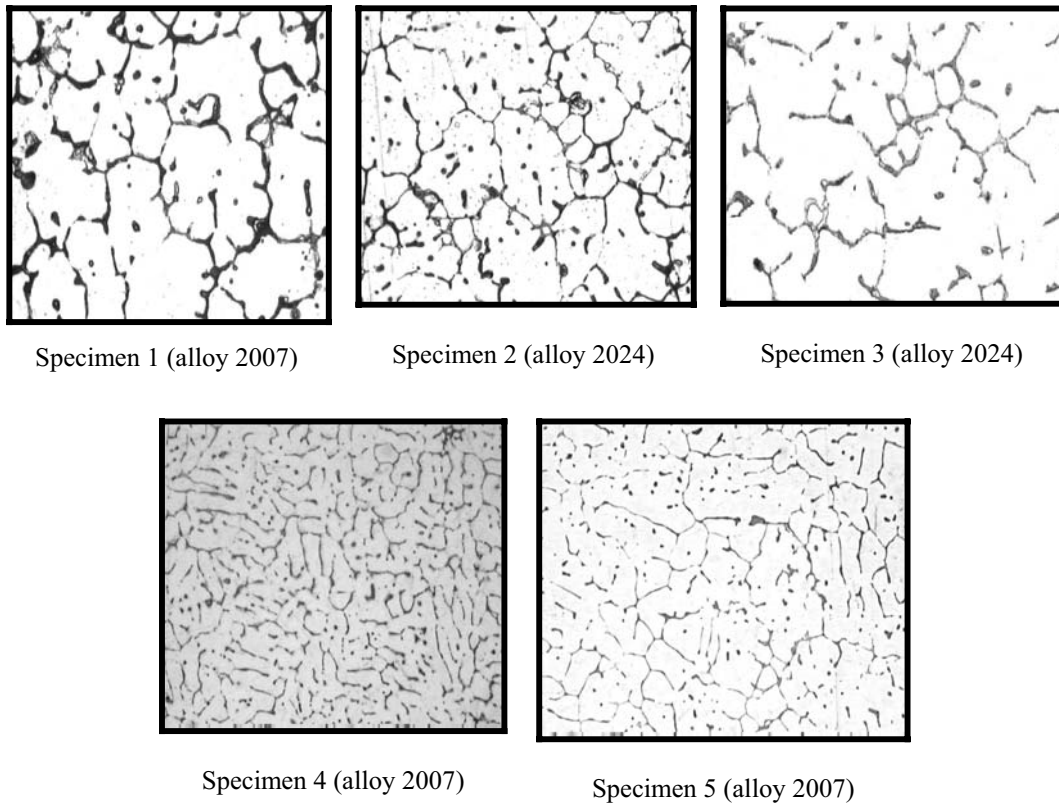 Specimen 1 (alloy 2007)
Specimen 2 (alloy 2024)
Specimen 3 (alloy 2024)
Specimen 4 (alloy 2007)
Specimen 5 (alloy 2007)